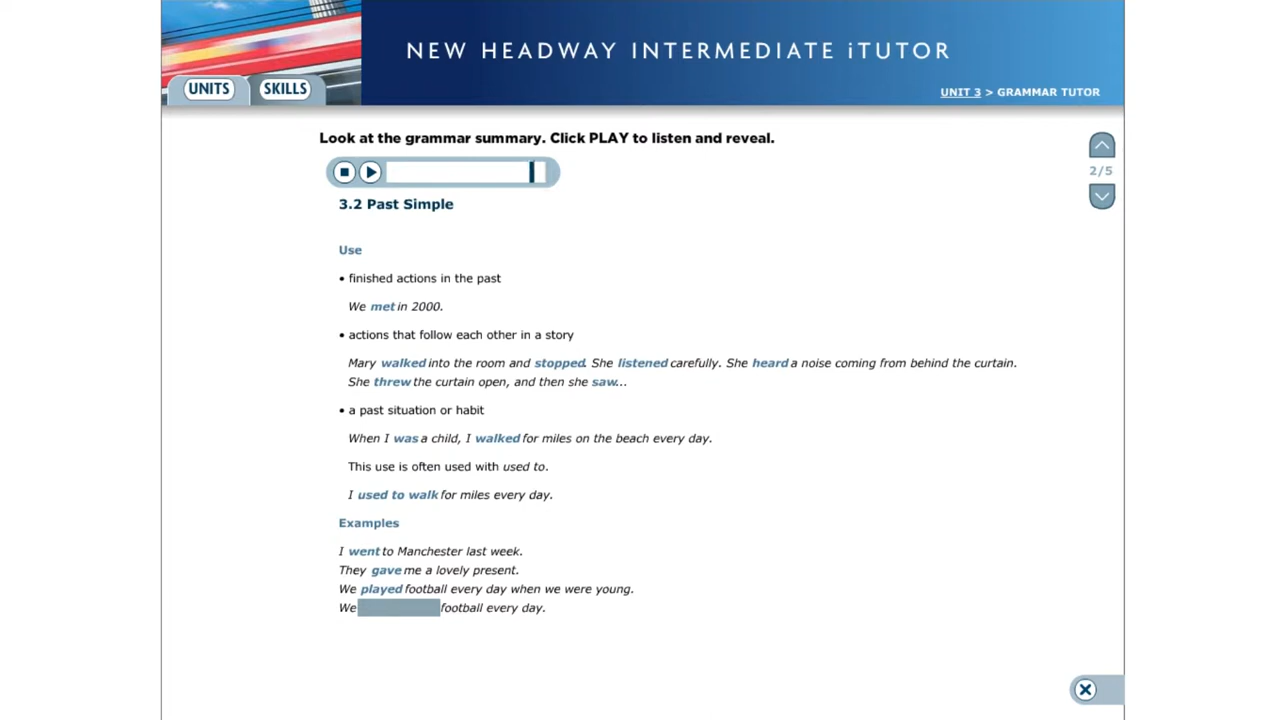 NEW HEADWAY INTERMEDIATE iTUTOR
UNITS SKILLS
UNIT 3 > GRAMMAR TUTOR
Look at the grammar summary. Click PLAY to listen and reveal.
2/5
3.2 Past Simple
Use
• finished actions in the past
We met in 2000.
• actions that follow each other in a story
Mary walked into the room and stopped. She listened carefully. She heard a noise coming from behind the curtain.
She threw the curtain open, and then she saw...
• a past situation or habit
When I was a child, I walked for miles on the beach every day.
This use is often used with used to.
I used to walk for miles every day.
Examples
I went to Manchester last week.
They gave me a lovely present.
We played football every day when we were young.
We football every day.